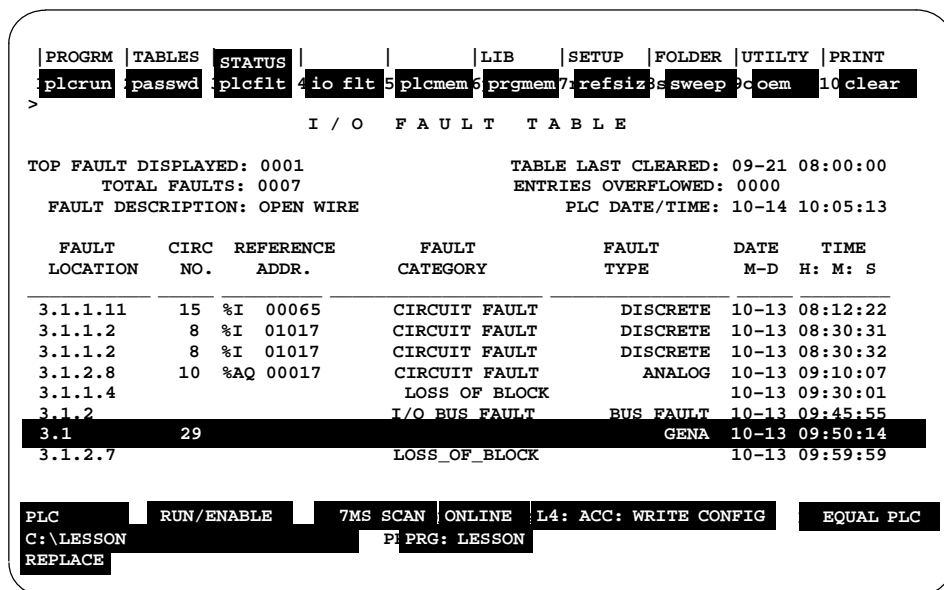 |PROGRM |TABLES |STATUS | | |LIB |SETUP |FOLDER |UTILTY |PRINT
plcrun passwd plcflt 4 io flt 5 plcmem 6 prgmem 7 refsiz 8 sweep 9 oem 10 clear
>
I / O F A U L T T A B L E
TOP FAULT DISPLAYED: 0001 TABLE LAST CLEARED: 09-21 08:00:00
TOTAL FAULTS: 0007 ENTRIES OVERFLOWED: 0000
FAULT DESCRIPTION: OPEN WIRE PLC DATE/TIME: 10-14 10:05:13
FAULT CIRC REFERENCE FAULT FAULT DATE TIME
LOCATION NO. ADDR. CATEGORY TYPE M-D H: M: S
3.1.1.11 15 %I 00065 CIRCUIT FAULT DISCRETE 10-13 08:12:22
3.1.1.2 8 %I 01017 CIRCUIT FAULT DISCRETE 10-13 08:30:31
3.1.1.2 8 %I 01017 CIRCUIT FAULT DISCRETE 10-13 08:30:32
3.1.2.8 10 %AQ 00017 CIRCUIT FAULT ANALOG 10-13 09:10:07
3.1.1.4 LOSS OF BLOCK 10-13 09:30:01
3.1.2 I/O BUS FAULT BUS FAULT 10-13 09:45:55
3.1 29 GENA 10-13 09:50:14
3.1.2.7 LOSS_OF_BLOCK 10-13 09:59:59
PLC RUN/ENABLE 7MS SCAN ONLINE L4: ACC: WRITE CONFIG EQUAL PLC
C:\LESSON PRG: LESSON
REPLACE